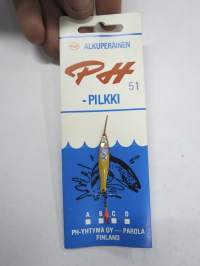 ALKUPERÄINEN
PH
51
-PILKKI
A B C D
PH-YHTYMÄ OY — PAROLA
FINLAND